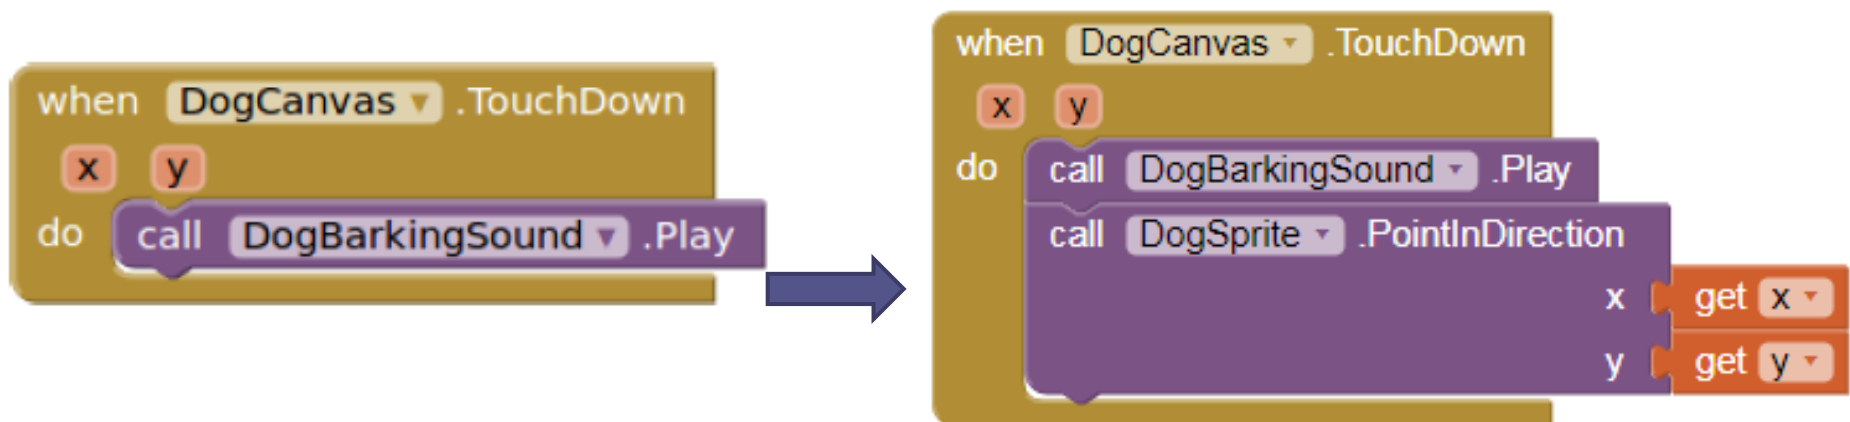 when DogCanvas .TouchDown
x y
do call DogBarkingSound .Play
when DogCanvas .TouchDown
x y
do call DogBarkingSound .Play
call DogSprite .PointInDirection
x get x
y get y